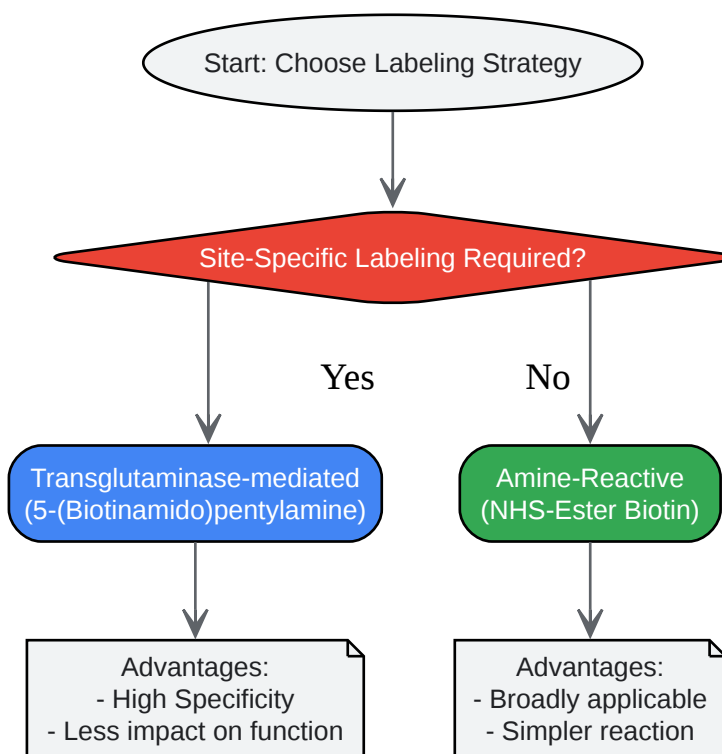 Start: Choose Labeling Strategy
Site-Specific Labeling Required?
Yes
No
Transglutaminase-mediated
(5-(Biotinamido)pentylamine)
Amine-Reactive
(NHS-Ester Biotin)
Advantages:
- High Specificity
- Less impact on function
Advantages:
- Broadly applicable
- Simpler reaction